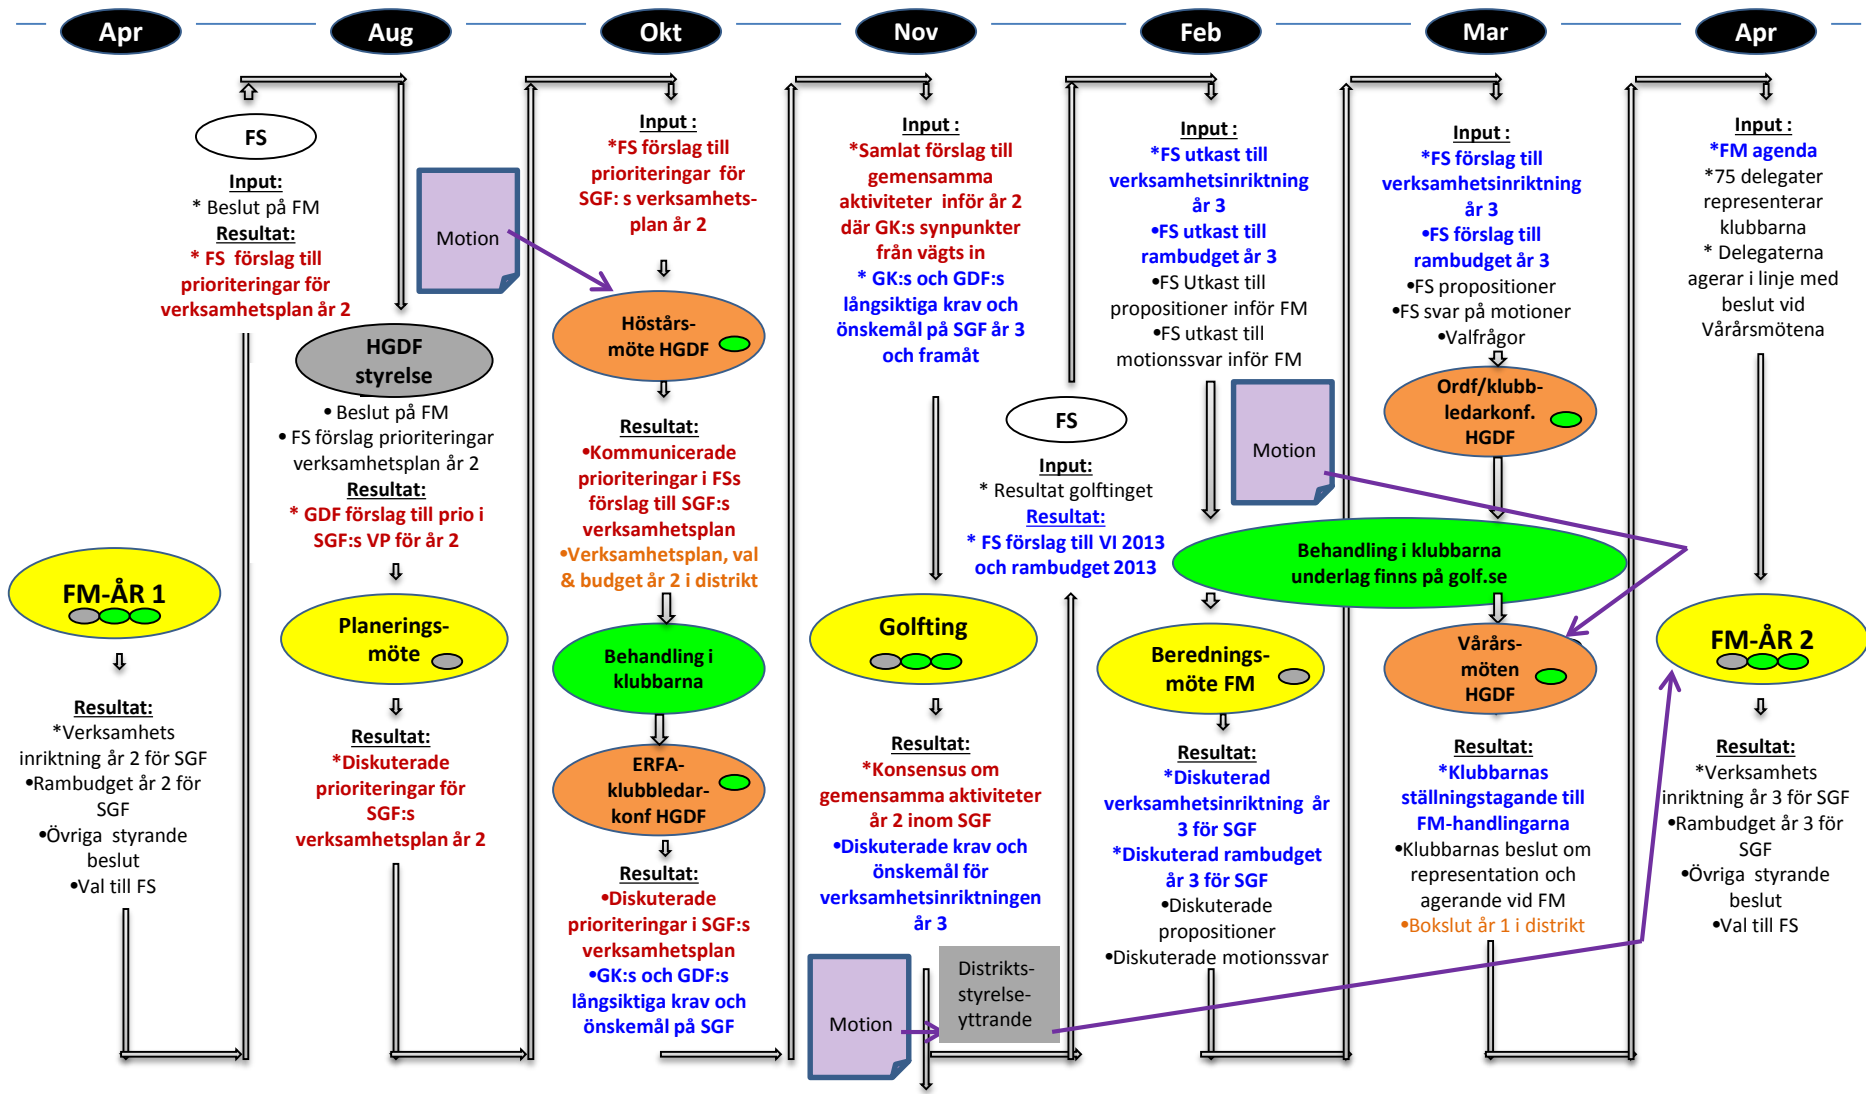 Apr
Aug
Okt
Nov
Feb
Mar
Apr
FM-ÅR 1
Resultat:
*Verksamhets
inriktning år 2 för SGF
•Rambudget år 2 för
SGF
•Övriga styrande
beslut
•Val till FS
FS
Input:
* Beslut på FM
Resultat:
* FS förslag till
prioriteringar för
verksamhetsplan år 2
HGDF
styrelse
• Beslut på FM
• FS förslag prioriteringar
verksamhetsplan år 2
Resultat:
* GDF förslag till prio i
SGF:s VP för år 2
Planerings-
möte
Resultat:
*Diskuterade
prioriteringar för
SGF:s
verksamhetsplan år 2
Motion
Input :
*FS förslag till
prioriteringar för
SGF: s verksamhets-
plan år 2
Höstårs-
möte HGDF
Resultat:
•Kommunicerade
prioriteringar i FSs
förslag till SGF:s
verksamhetsplan
•Verksamhetsplan, val
& budget år 2 i distrikt
Behandling i
klubbarna
ERFA-
klubbledar-
konf HGDF
Resultat:
•Diskuterade
prioriteringar i SGF:s
verksamhetsplan
•GK:s och GDF:s
långsiktiga krav och
önskemål på SGF
Input :
*Samlat förslag till
gemensamma
aktiviteter inför år 2
där GK:s synpunkter
från vägts in
* GK:s och GDF:s
långsiktiga krav och
önskemål på SGF år 3
och framåt
Golfting
Resultat:
*Konsensus om
gemensamma aktiviteter
år 2 inom SGF
•Diskuterade krav och
önskemål för
verksamhetsinriktningen
år 3
Motion
Distrikts-
styrelse-
yttrande
FS
Input:
* Resultat golftinget
Resultat:
* FS förslag till VI 2013
och rambudget 2013
Input :
*FS utkast till
verksamhetsinriktning
år 3
•FS utkast till
rambudget år 3
•FS Utkast till
propositioner inför FM
•FS utkast till
motionssvar inför FM
Motion
Behandling i klubbarna
underlag finns på golf.se
Berednings-
möte FM
Resultat:
*Diskuterad
verksamhetsinriktning år
3 för SGF
*Diskuterad rambudget
år 3 för SGF
•Diskuterade
propositioner
•Diskuterade motionssvar
Input :
*FS förslag till
verksamhetsinriktning
år 3
•FS förslag till
rambudget år 3
•FS propositioner
•FS svar på motioner
•Valfrågor
Ordf/klubb-
ledarkonf.
HGDF
Vårårs-
möten
HGDF
Resultat:
*Klubbarnas
ställningstagande till
FM-handlingarna
•Klubbarnas beslut om
representation och
agerande vid FM
•Bokslut år 1 i distrikt
Input :
*FM agenda
*75 delegater
representerar
klubbarna
* Delegaterna
agerar i linje med
beslut vid
Vårårsmötena
FM-ÅR 2
Resultat:
*Verksamhets
inriktning år 3 för SGF
•Rambudget år 3 för
SGF
•Övriga styrande
beslut
•Val till FS